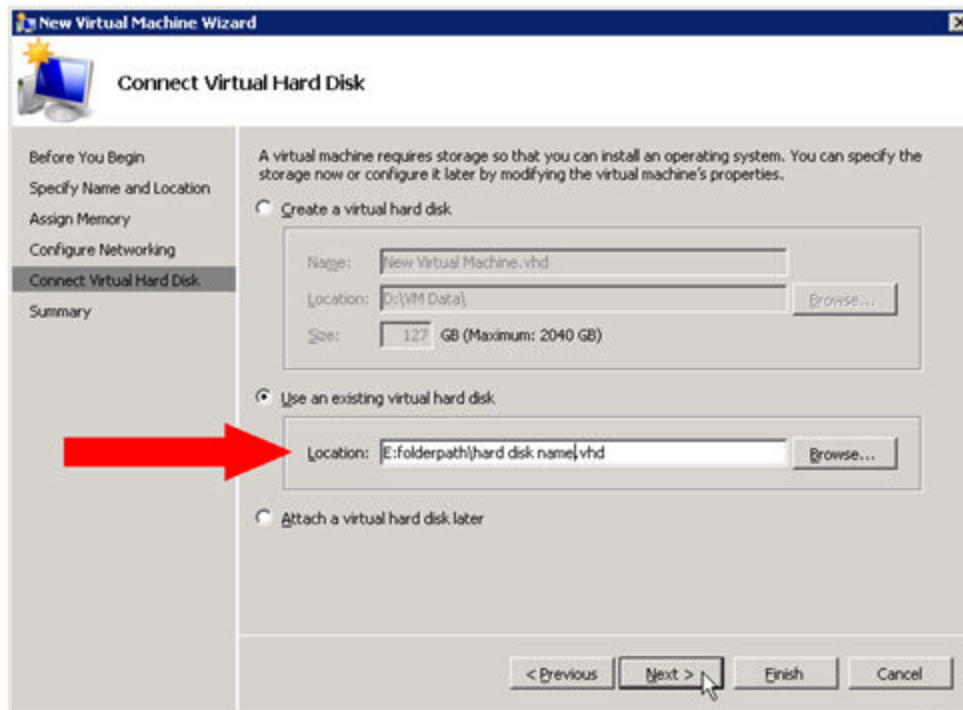 New Virtual Machine Wizard
Connect Virtual Hard Disk
Before You Begin
Specify Name and Location
Assign Memory
Configure Networking
Connect Virtual Hard Disk
Summary
A virtual machine requires storage so that you can install an operating system. You can specify the
storage now or configure it later by modifying the virtual machine's properties.
Create a virtual hard disk
Name: New Virtual Machine.vhd
Location: D:\VM Data\ Browse...
Size: 127 GB (Maximum: 2040 GB)
Use an existing virtual hard disk
Location: E:folderpath\hard disk name.vhd Browse...
Attach a virtual hard disk later
< Previous Next > Finish Cancel